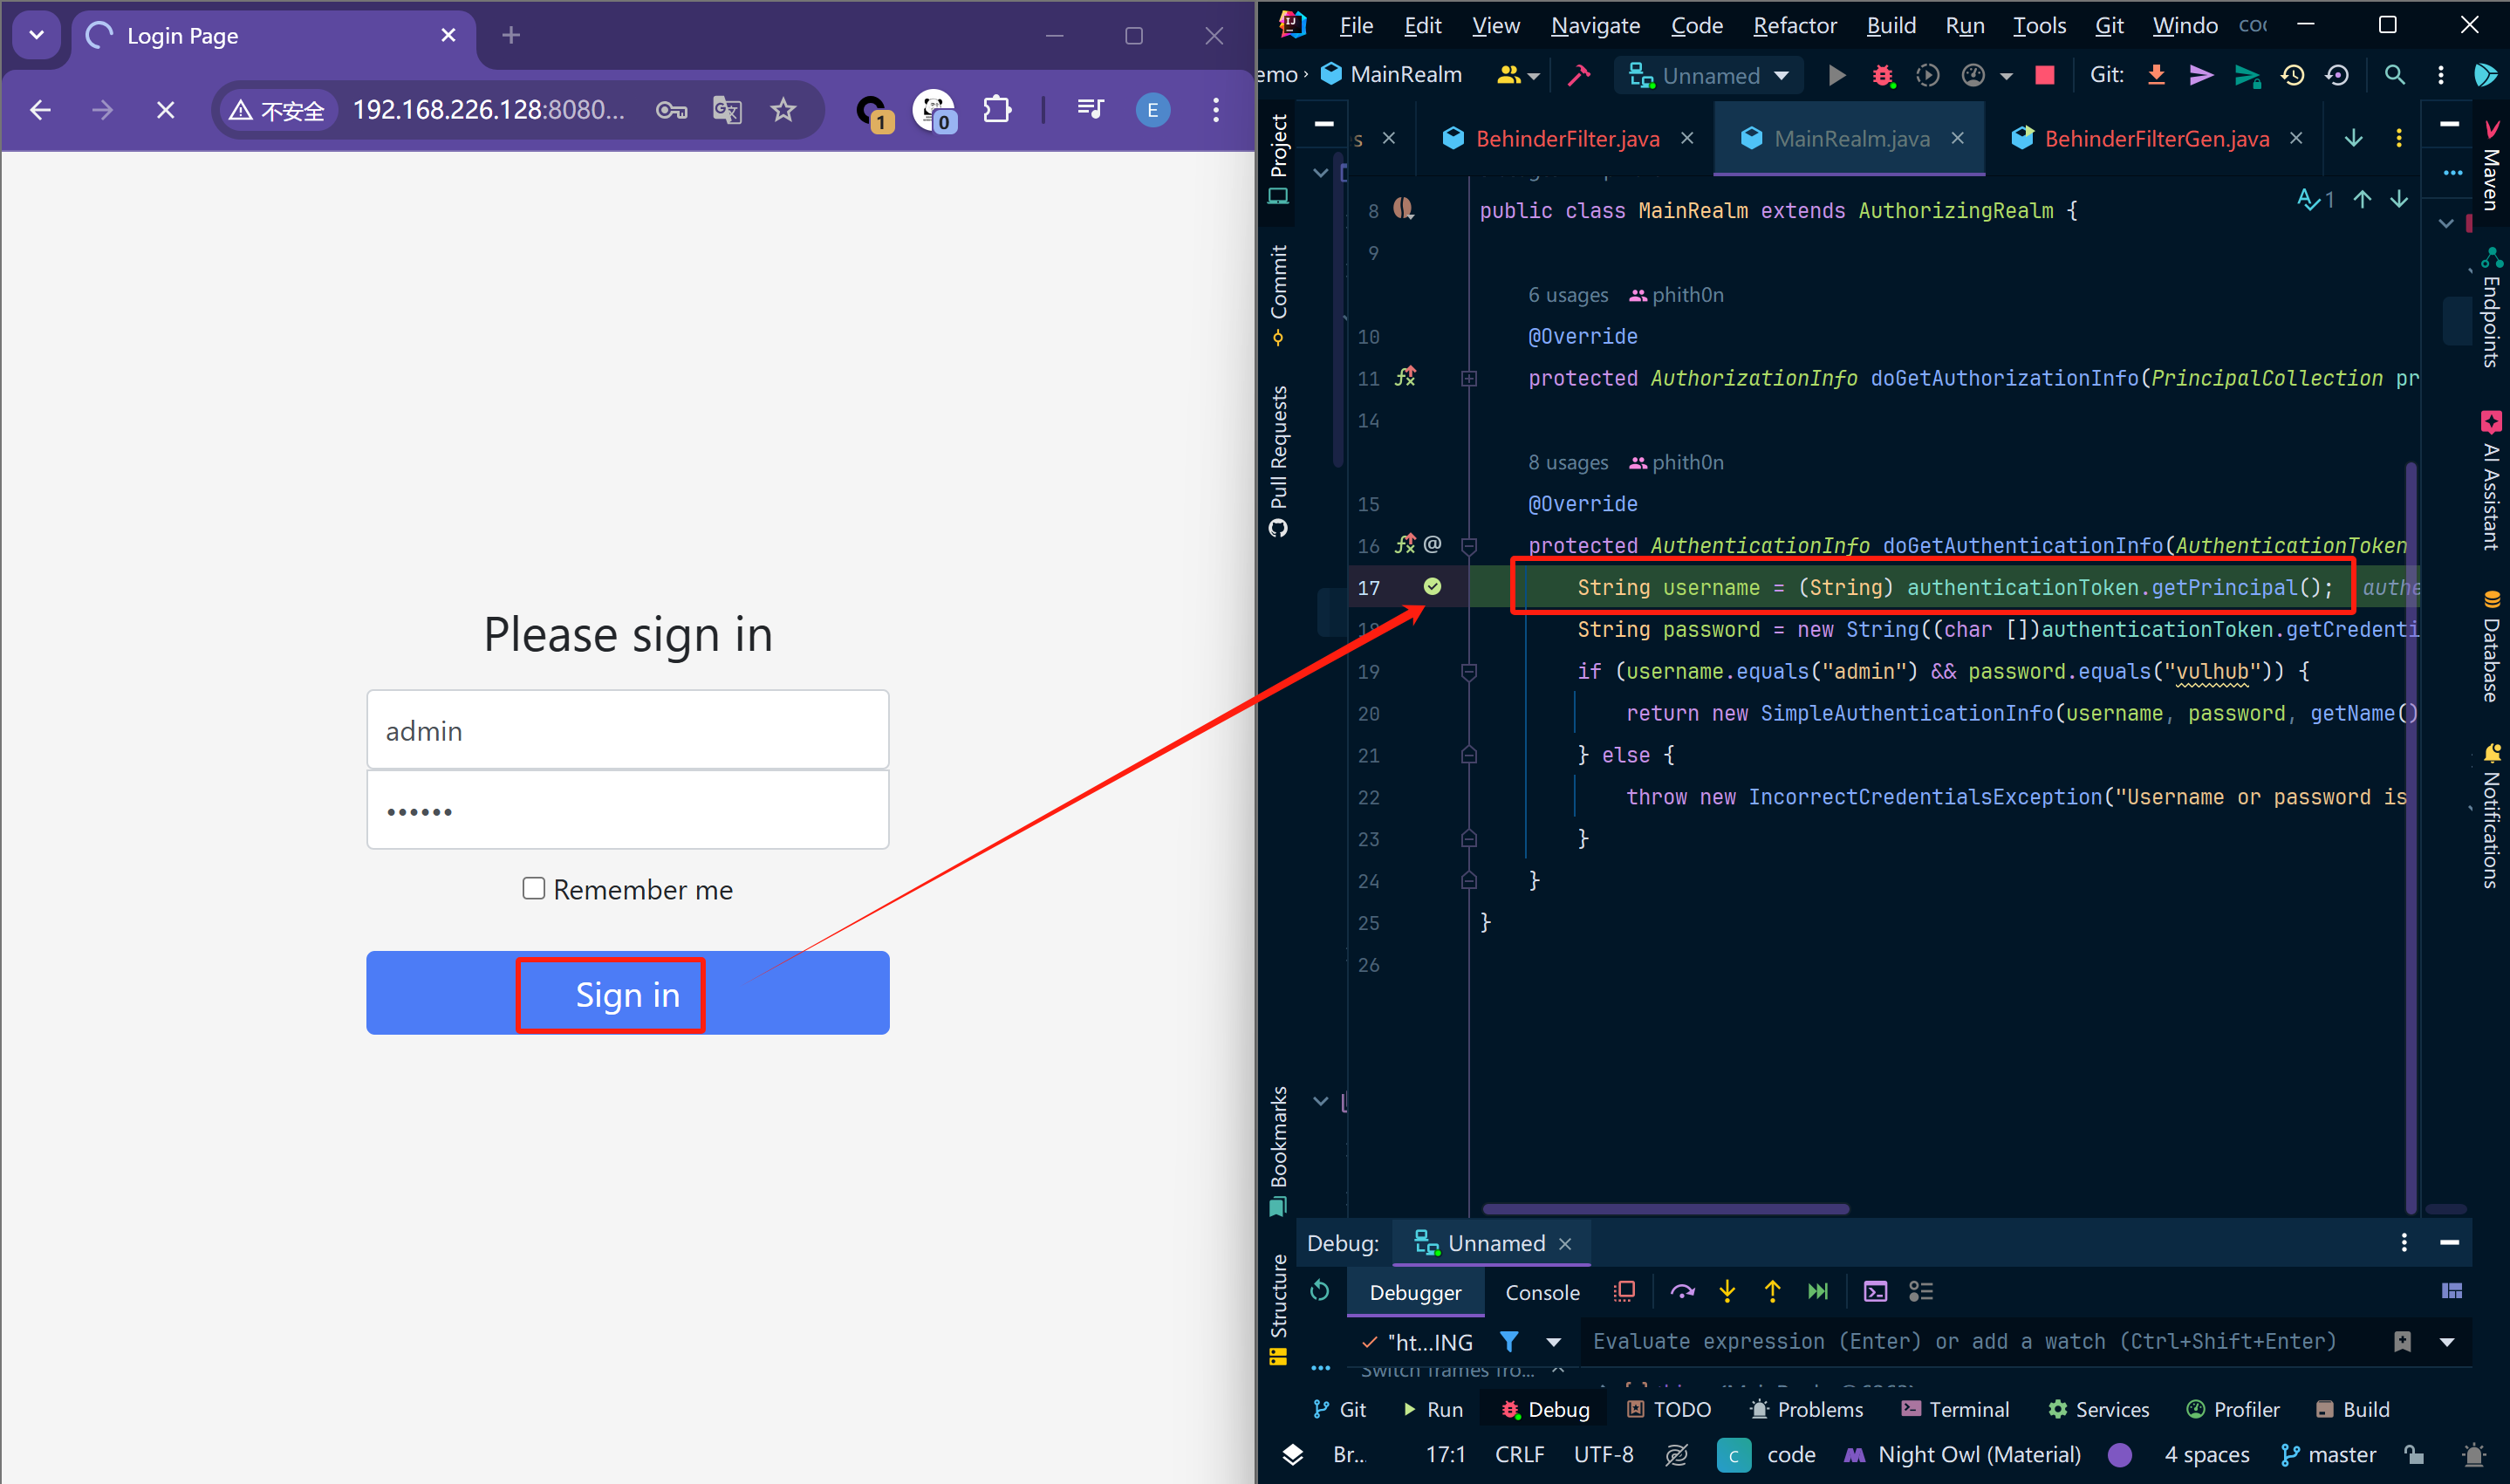 Login Page
不安全
192.168.226.128:8080...
1
0
E
Please sign in
admin
Remember me
Sign in
File Edit View Navigate Code Refactor Build Run Tools Git Windo
MainRealm
Unnamed
Git:
BehinderFilter.java
MainRealm.java
BehinderFilterGen.java
1
Project
Commit
Pull Requests
Bookmarks
Structure
8 public class MainRealm extends AuthorizingRealm {
9
6 usages phith0n
10 @Override
11 protected AuthorizationInfo doGetAuthorizationInfo(PrincipalCollection pr
14
8 usages phith0n
15 @Override
16 protected AuthenticationInfo doGetAuthenticationInfo(AuthenticationToken
17 String username = (String) authenticationToken.getPrincipal(); authe
18 String password = new String((char [])authenticationToken.getCredenti
19 if (username.equals("admin") && password.equals("vulhub")) {
20 return new SimpleAuthenticationInfo(username, password, getName()
21 } else {
22 throw new IncorrectCredentialsException("Username or password is
23 }
24 }
25 }
26
Maven
Endpoints
AI Assistant
Database
Notifications
Debug: Unnamed
Debugger Console
"ht...ING
Evaluate expression (Enter) or add a watch (Ctrl+Shift+Enter)
Switch frames fro...
Git Run Debug TODO Problems Terminal Services Profiler Build
Br... 17:1 CRLF UTF-8 C code Night Owl (Material) 4 spaces master